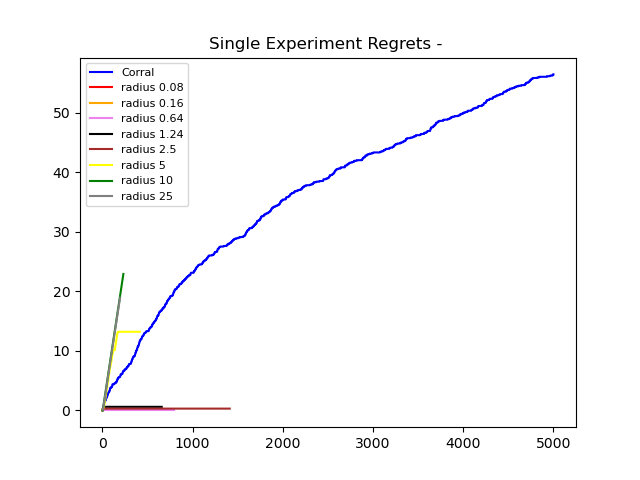 Single Experiment Regrets -
Corral
radius 0.08
radius 0.16
radius 0.64
radius 1.24
radius 2.5
radius 5
radius 10
radius 25
50
40
30
20
10
0
0 1000 2000 3000 4000 5000